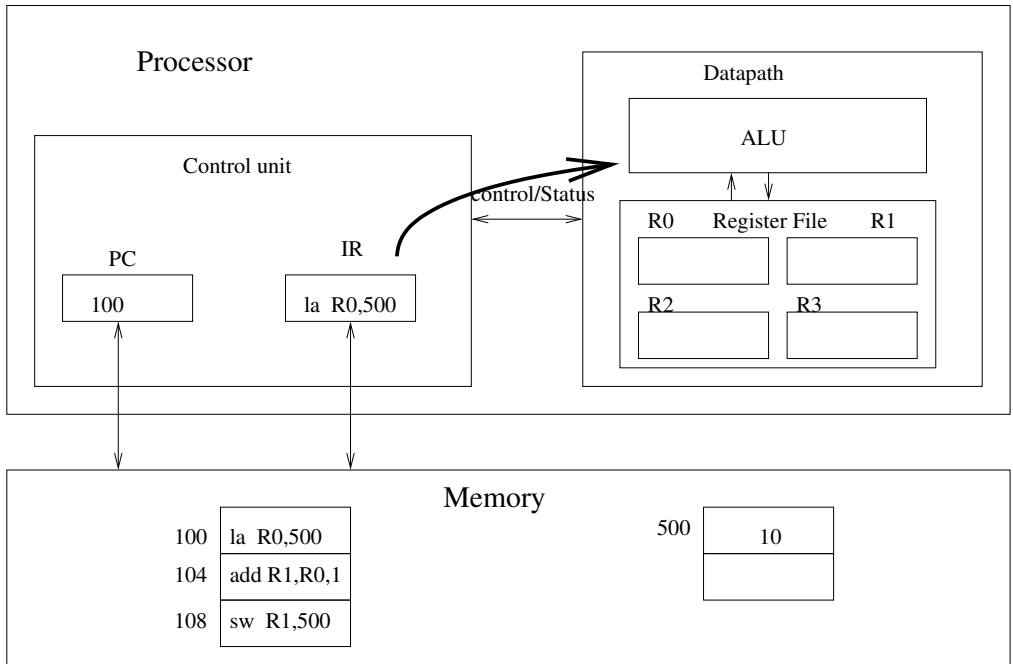 Processor
Datapath
ALU
Control unit
control/Status
R0 Register File R1
IR
PC
la R0,500
100
R2 R3
Memory
100 la R0,500
500 10
104 add R1,R0,1
108 sw R1,500